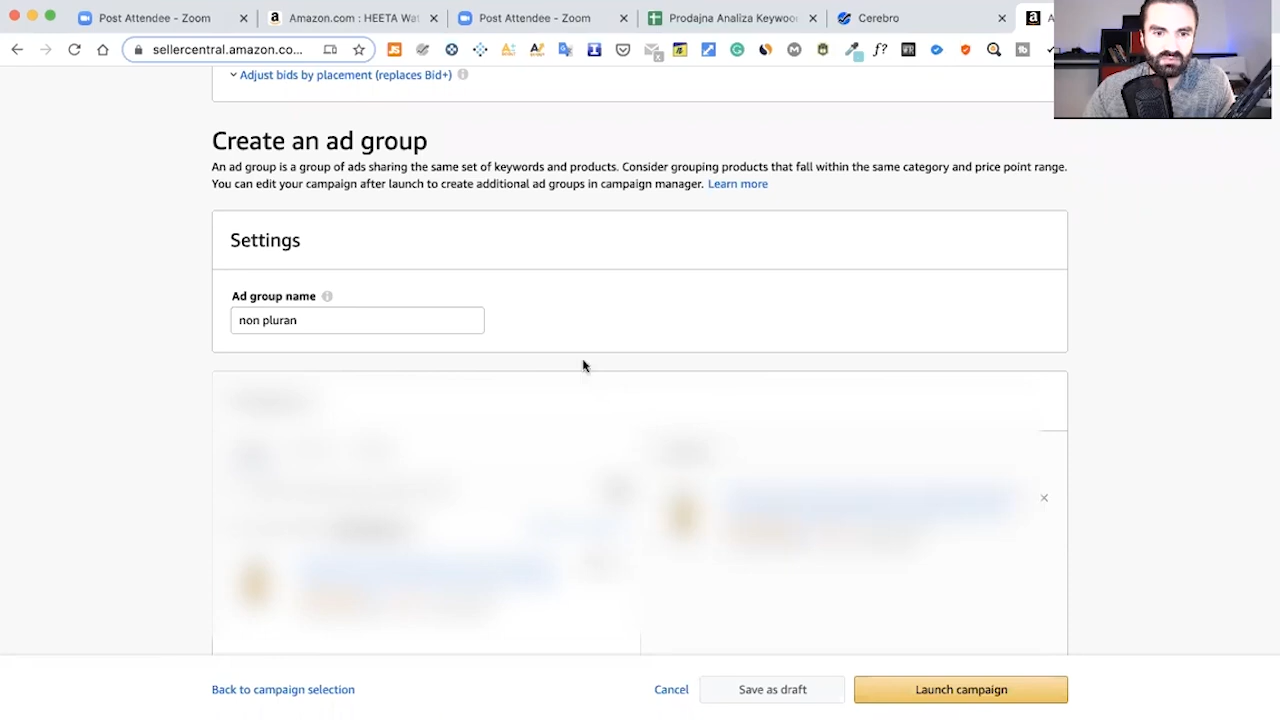 Post Attendee - Zoom
Amazon.com : HEETA Wat
Post Attendee - Zoom
Prodajna Analiza Keywoo
Cerebro
sellercentral.amazon.co...
Adjust bids by placement (replaces Bid+)
Create an ad group
An ad group is a group of ads sharing the same set of keywords and products. Consider grouping products that fall within the same category and price point range.
You can edit your campaign after launch to create additional ad groups in campaign manager. Learn more
Settings
Ad group name
non pluran
Back to campaign selection
Cancel
Save as draft
Launch campaign